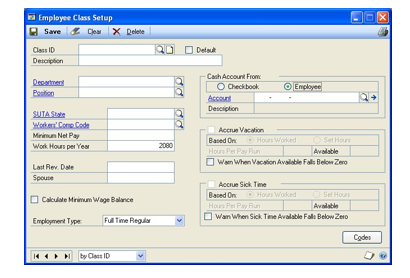 Employee Class Setup
Save Clear Delete
Class ID Default
Description
Department
Position
SUTA State
Workers' Comp Code
Minimum Net Pay
Work Hours per Year 2080
Last Rev. Date
Spouse
Calculate Minimum Wage Balance
Employment Type: Full Time Regular
Cash Account From:
Checkbook Employee
Account - -
Description
Accrue Vacation
Based On: Hours Worked Set Hours
Hours Per Pay Run Available
Warn When Vacation Available Falls Below Zero
Accrue Sick Time
Based On: Hours Worked Set Hours
Hours Per Pay Run Available
Warn When Sick Time Available Falls Below Zero
Codes
by Class ID